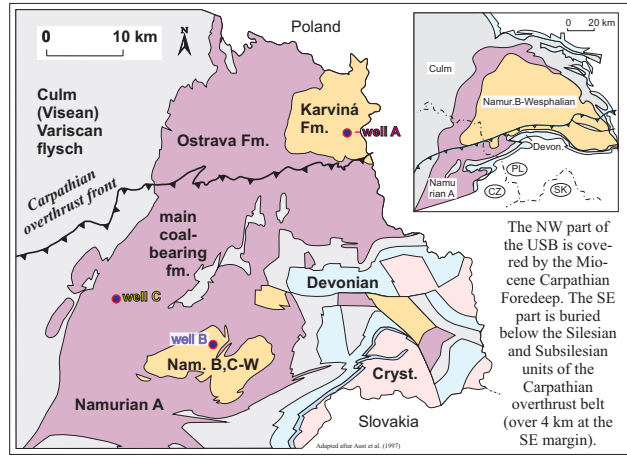 Poland
0 10 km
N
Culm
(Visean)
Variscan
flysch
Karviná
Fm.
well A
Ostrava Fm.
Carpathian
overthrust front
main
coal-
bearing
fm.
well C
Devonian
well B
Nam. B,C-W
Cryst.
Namurian A
Slovakia
Adapted after Aust et al. (1997)
0 20 km
Culm
Namur.B-Wesphalian
Devon.
Namu
rian A
PL
CZ
SK
The NW part
of the USB is cove-
red by the Mio-
cene Carpathian
Foredeep. The SE
part is buried
below the Silesian
and Subsilesian
units of the
Carpathian
overthrust belt
(over 4 km at the
SE margin).